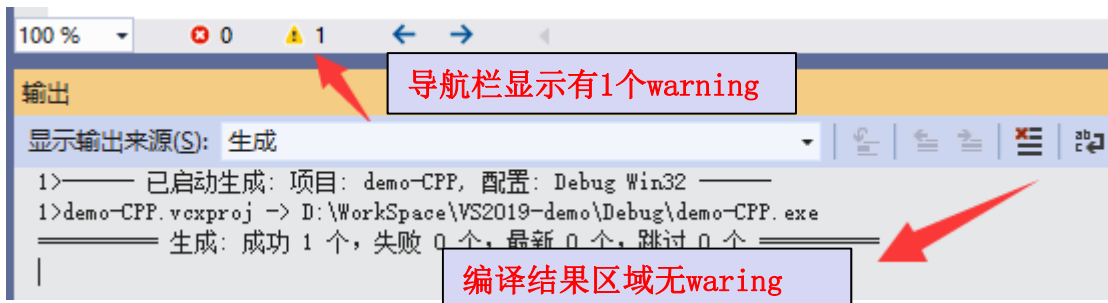 100 % 0 1
导航栏显示有1个warning
输出
显示输出来源(S): 生成
1>—— 已启动生成: 项目: demo-CPP, 配置: Debug Win32 ——
1>demo-CPP.vcxproj -> D:\WorkSpace\VS2019-demo\Debug\demo-CPP.exe
========== 生成: 成功 1 个，失败 0 个，最新 0 个，跳过 0 个 ==========
编译结果区域无waring